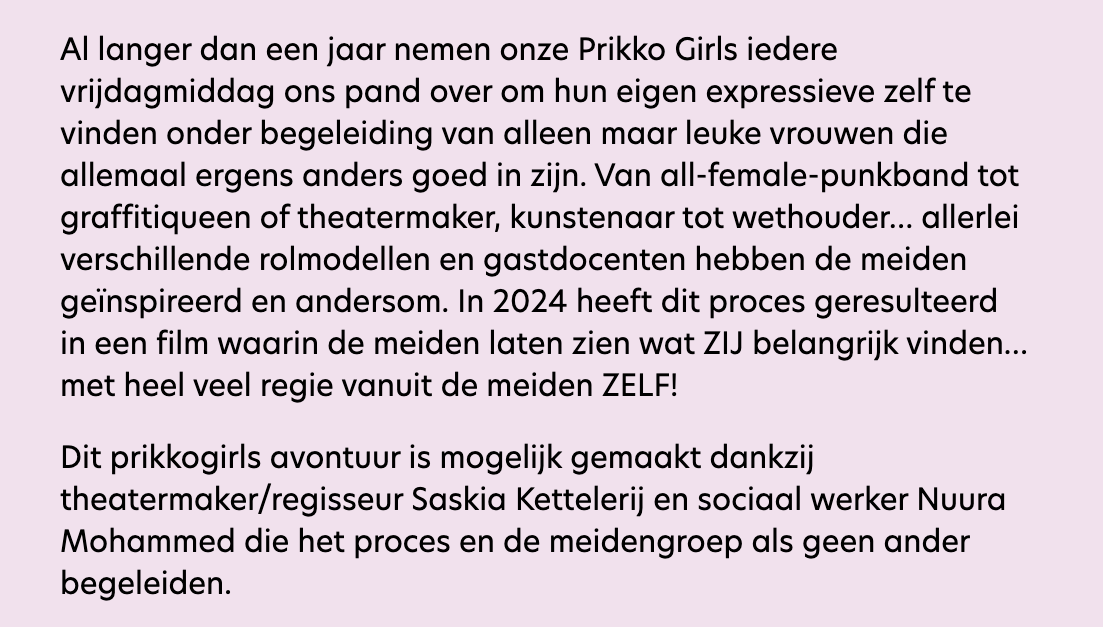 Al langer dan een jaar nemen onze Prikko Girls iedere
vrijdagmiddag ons pand over om hun eigen expressieve zelf te
vinden onder begeleiding van alleen maar leuke vrouwen die
allemaal ergens anders goed in zijn. Van all-female-punkband tot
graffitiqueen of theatermaker, kunstenaar tot wethouder... allerlei
verschillende rolmodellen en gastdocenten hebben de meiden
geïnspireerd en andersom. In 2024 heeft dit proces geresulteerd
in een film waarin de meiden laten zien wat ZIJ belangrijk vinden...
met heel veel regie vanuit de meiden ZELF!
Dit prikkogirls avontuur is mogelijk gemaakt dankzij
theatermaker/regisseur Saskia Kettelerij en sociaal werker Nuura
Mohammed die het proces en de meidengroep als geen ander
begeleiden.